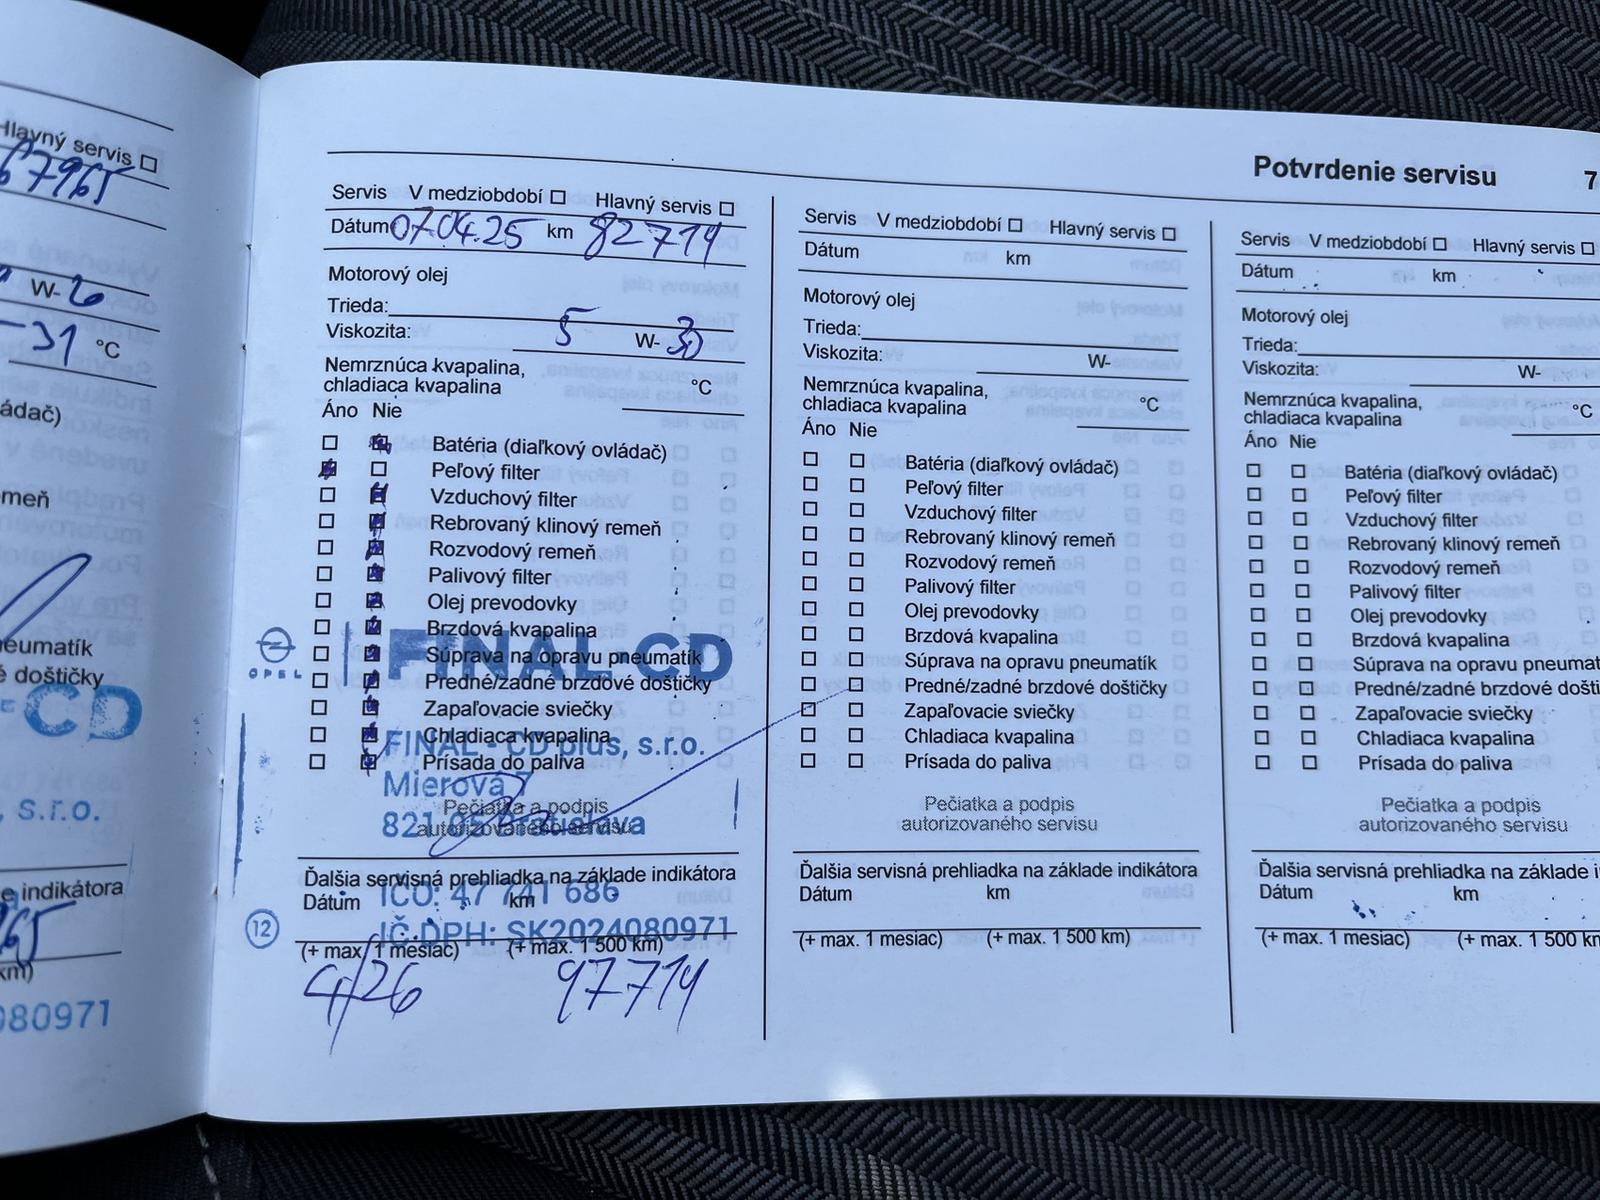 Hlavný servis
67965
W-20
-31 °C
ádač)
meň
neumatík
é doštičky
-CD
, s.r.o.
e indikátora
965
km)
080971
Potvrdenie servisu 7
Servis V medziobdobí Hlavný servis
Dátum 07.04.25 km 82719
Motorový olej
Trieda:
Viskozita: 5 W-30
Nemrznúca kvapalina,
chladiaca kvapalina °C
Áno Nie
Batéria (diaľkový ovládač)
Peľový filter
Vzduchový filter
Rebrovaný klinový remeň
Rozvodový remeň
Palivový filter
Olej prevodovky
Brzdová kvapalina
Súprava na opravu pneumatík
Predné/zadné brzdové doštičky
Zapaľovacie sviečky
Chladiaca kvapalina
Prísada do paliva
OPEL
FINAL-CD
FINAL - CD plus, s.r.o.
Mierová 7
821 05 Bratislava
IČO: 47 741 686
IČ DPH: SK2024080971
12
Pečiatka a podpis
autorizovaného servisu
Ďalšia servisná prehliadka na základe indikátora
Dátum km
(+ max. 1 mesiac) (+ max. 1 500 km)
4/26 97719
Servis V medziobdobí Hlavný servis
Dátum km
Motorový olej
Trieda:
Viskozita: W-
Nemrznúca kvapalina,
chladiaca kvapalina °C
Áno Nie
Batéria (diaľkový ovládač)
Peľový filter
Vzduchový filter
Rebrovaný klinový remeň
Rozvodový remeň
Palivový filter
Olej prevodovky
Brzdová kvapalina
Súprava na opravu pneumatík
Predné/zadné brzdové doštičky
Zapaľovacie sviečky
Chladiaca kvapalina
Prísada do paliva
Pečiatka a podpis
autorizovaného servisu
Ďalšia servisná prehliadka na základe indikátora
Dátum km
(+ max. 1 mesiac) (+ max. 1 500 km)
Servis V medziobdobí Hlavný servis
Dátum km
Motorový olej
Trieda:
Viskozita: W-
Nemrznúca kvapalina,
chladiaca kvapalina °C
Áno Nie
Batéria (diaľkový ovládač)
Peľový filter
Vzduchový filter
Rebrovaný klinový remeň
Rozvodový remeň
Palivový filter
Olej prevodovky
Brzdová kvapalina
Súprava na opravu pneumat
Predné/zadné brzdové došti
Zapaľovacie sviečky
Chladiaca kvapalina
Prísada do paliva
Pečiatka a podpis
autorizovaného servisu
Ďalšia servisná prehliadka na základe i
Dátum km
(+ max. 1 mesiac) (+ max. 1 500 km